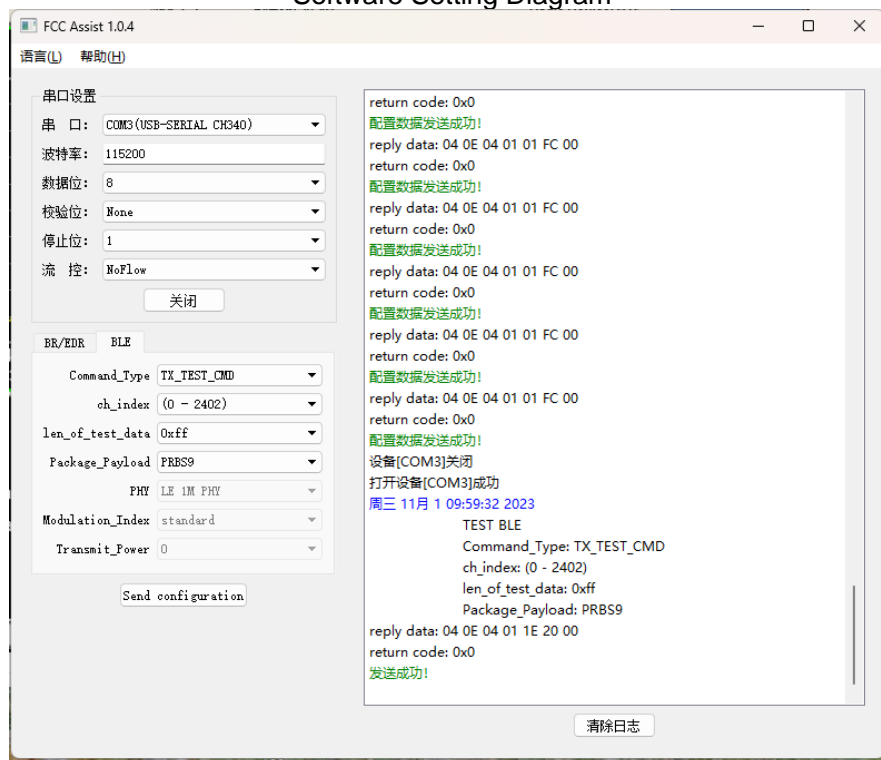 Software Setting Diagram
FCC Assist 1.0.4
语言(L) 帮助(H)
串口设置
串 口: COM3(USB-SERIAL CH340)
波特率: 115200
数据位: 8
校验位: None
停止位: 1
流 控: NoFlow
关闭
BR/EDR BLE
Command_Type TX_TEST_CMD
ch_index (0 - 2402)
len_of_test_data 0xff
Package_Payload PRBS9
PHY LE 1M PHY
Modulation_Index standard
Transmit_Power 0
Send configuration
return code: 0x0
配置数据发送成功!
reply data: 04 0E 04 01 01 FC 00
return code: 0x0
配置数据发送成功!
reply data: 04 0E 04 01 01 FC 00
return code: 0x0
配置数据发送成功!
reply data: 04 0E 04 01 01 FC 00
return code: 0x0
配置数据发送成功!
reply data: 04 0E 04 01 01 FC 00
return code: 0x0
配置数据发送成功!
reply data: 04 0E 04 01 01 FC 00
return code: 0x0
配置数据发送成功!
设备[COM3]关闭
打开设备[COM3]成功
周三 11月 1 09:59:32 2023
TEST BLE
Command_Type: TX_TEST_CMD
ch_index: (0 - 2402)
len_of_test_data: 0xff
Package_Payload: PRBS9
reply data: 04 0E 04 01 1E 20 00
return code: 0x0
发送成功!
清除日志